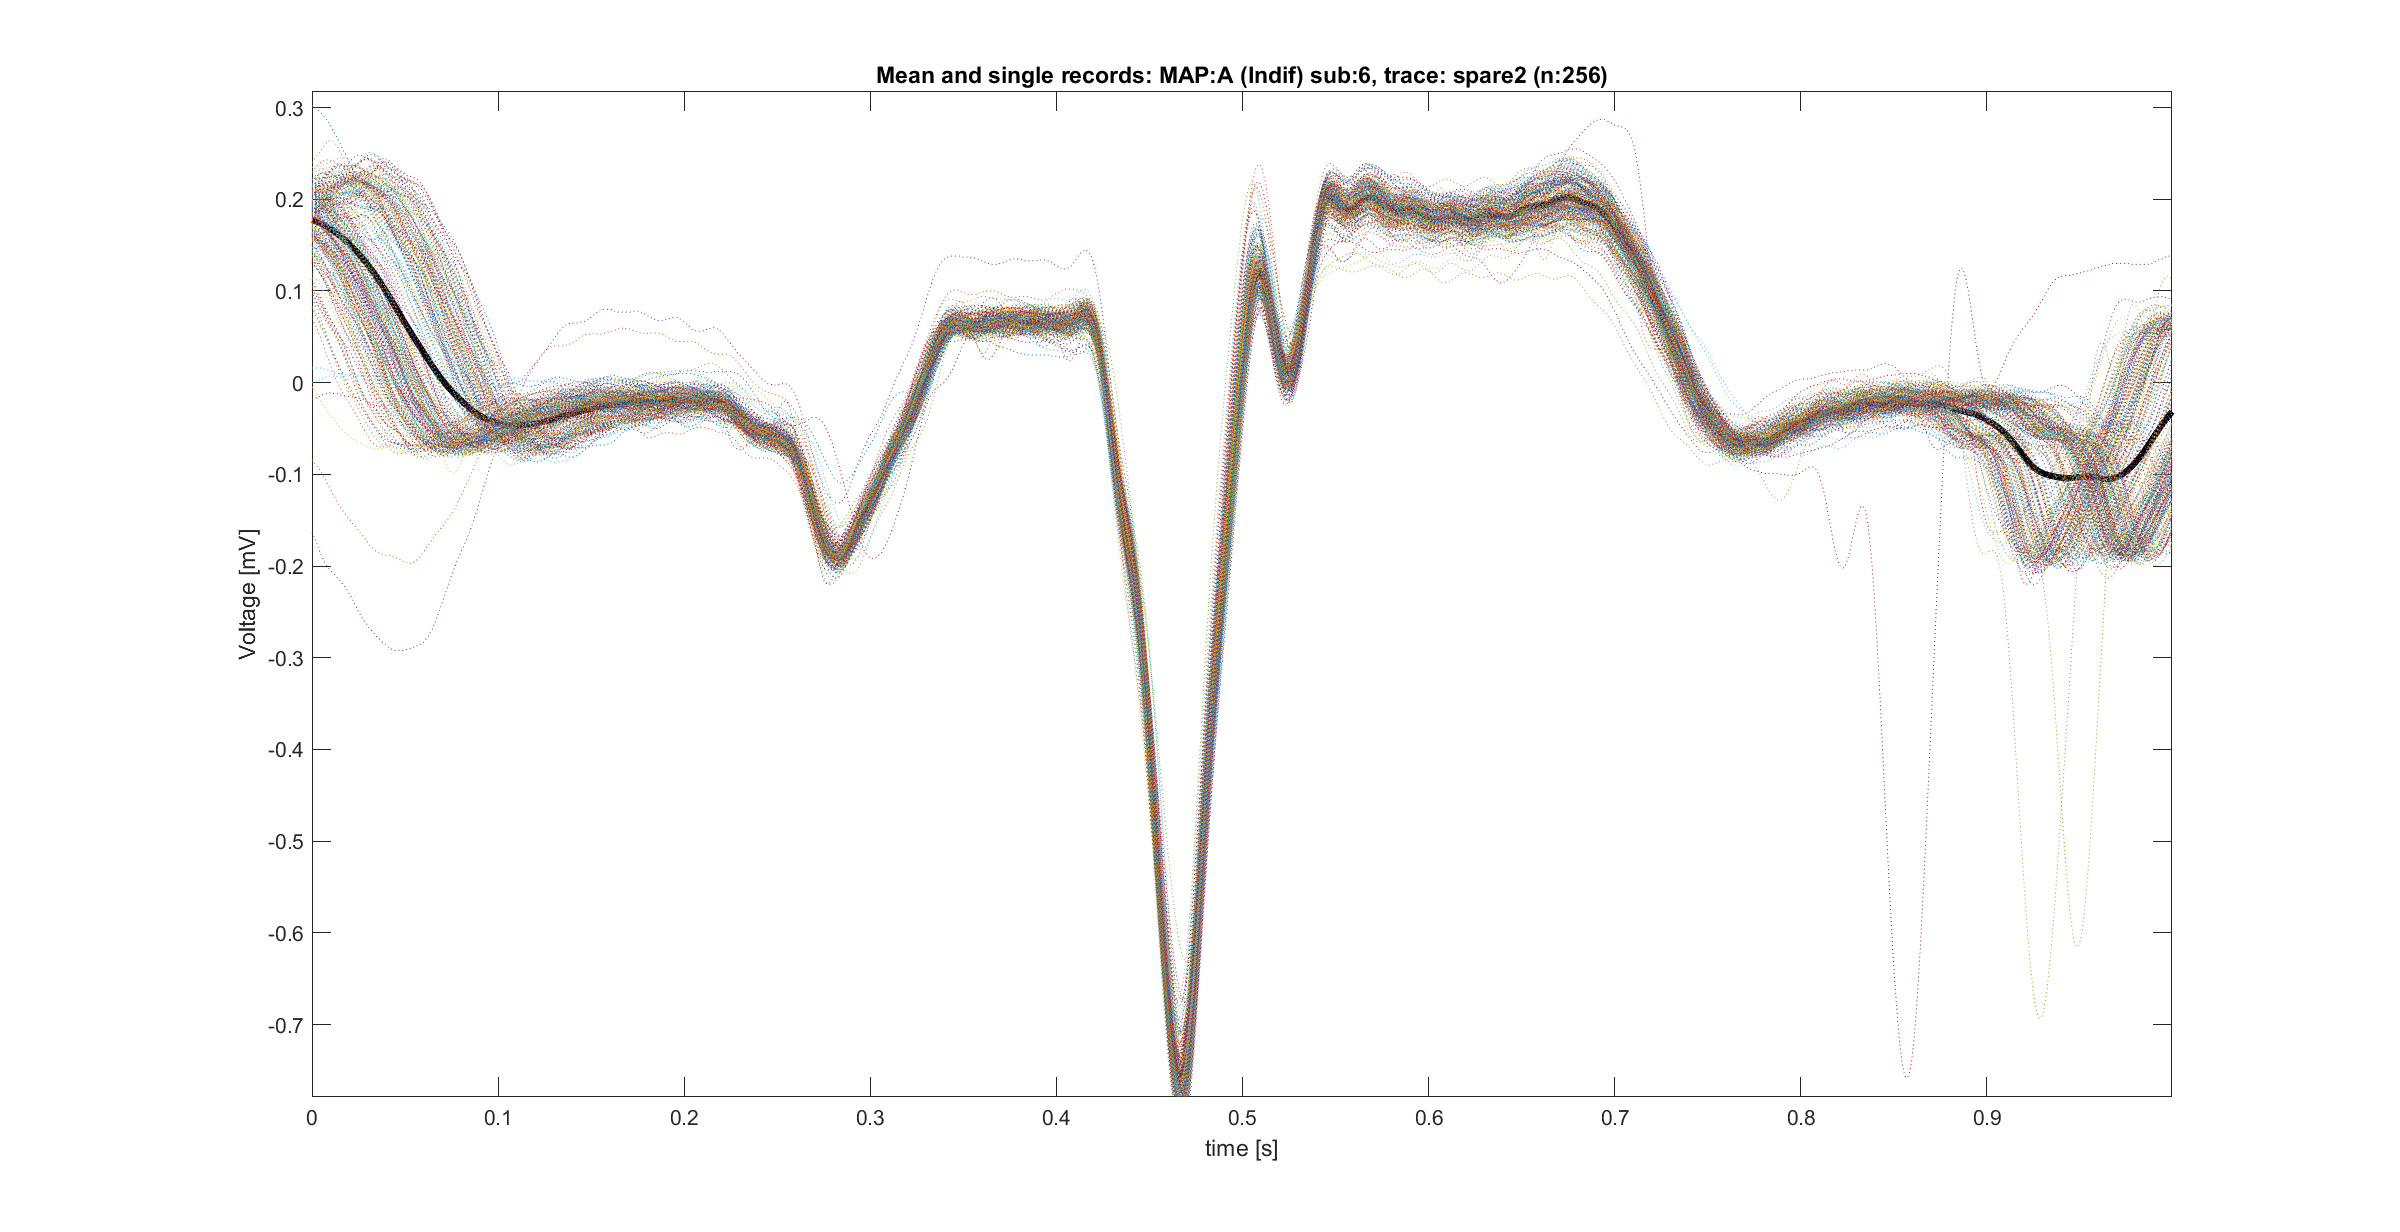 Mean and single records: MAP:A (Indif) sub:6, trace: spare2 (n:256)
0.3
0.2
0.1
0
-0.1
-0.2
-0.3
-0.4
-0.5
-0.6
-0.7
Voltage [mV]
0 0.1 0.2 0.3 0.4 0.5 0.6 0.7 0.8 0.9
time [s]